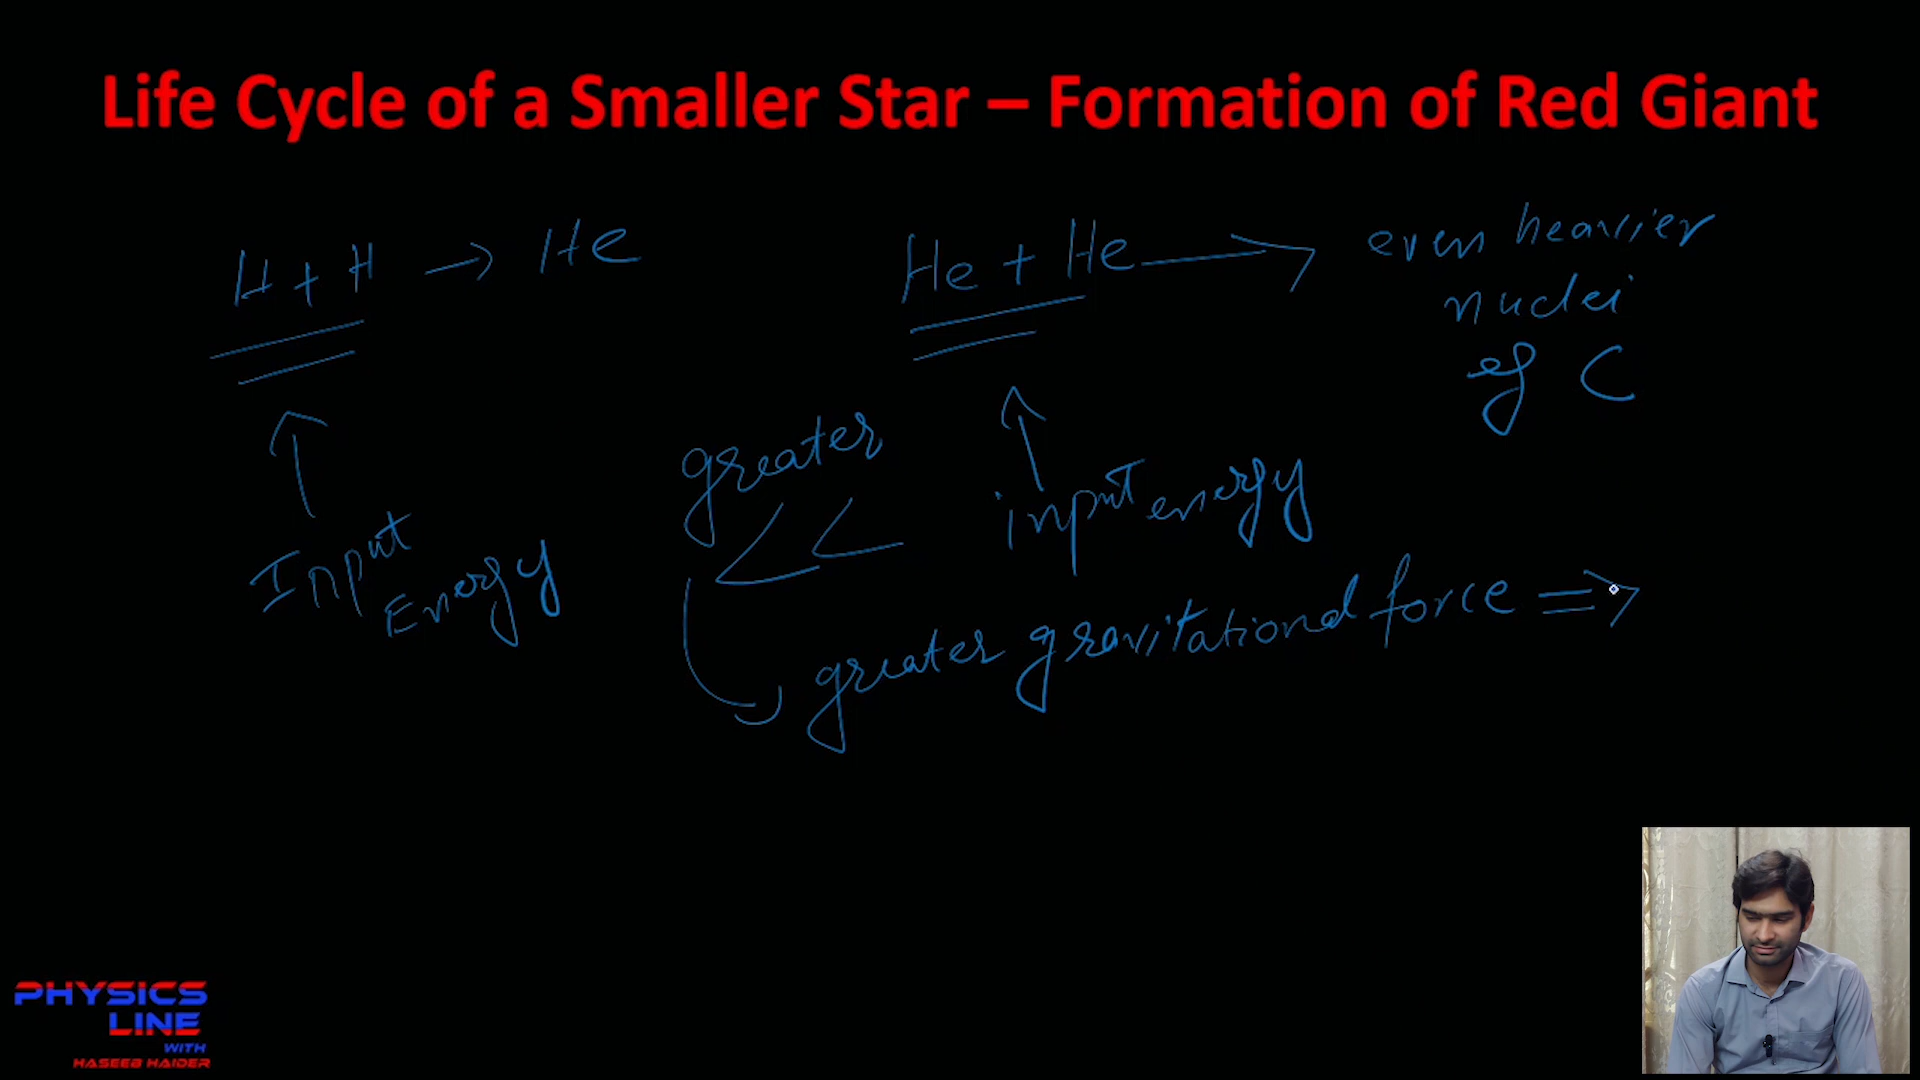 Life Cycle of a Smaller Star – Formation of Red Giant
H + H → He
He + He → even heavier
nuclei
of C
greater
<<
input energy
Input
Energy
greater gravitational force ⇒
PHYSICS
LINE
WITH
HASEEB HAIDER